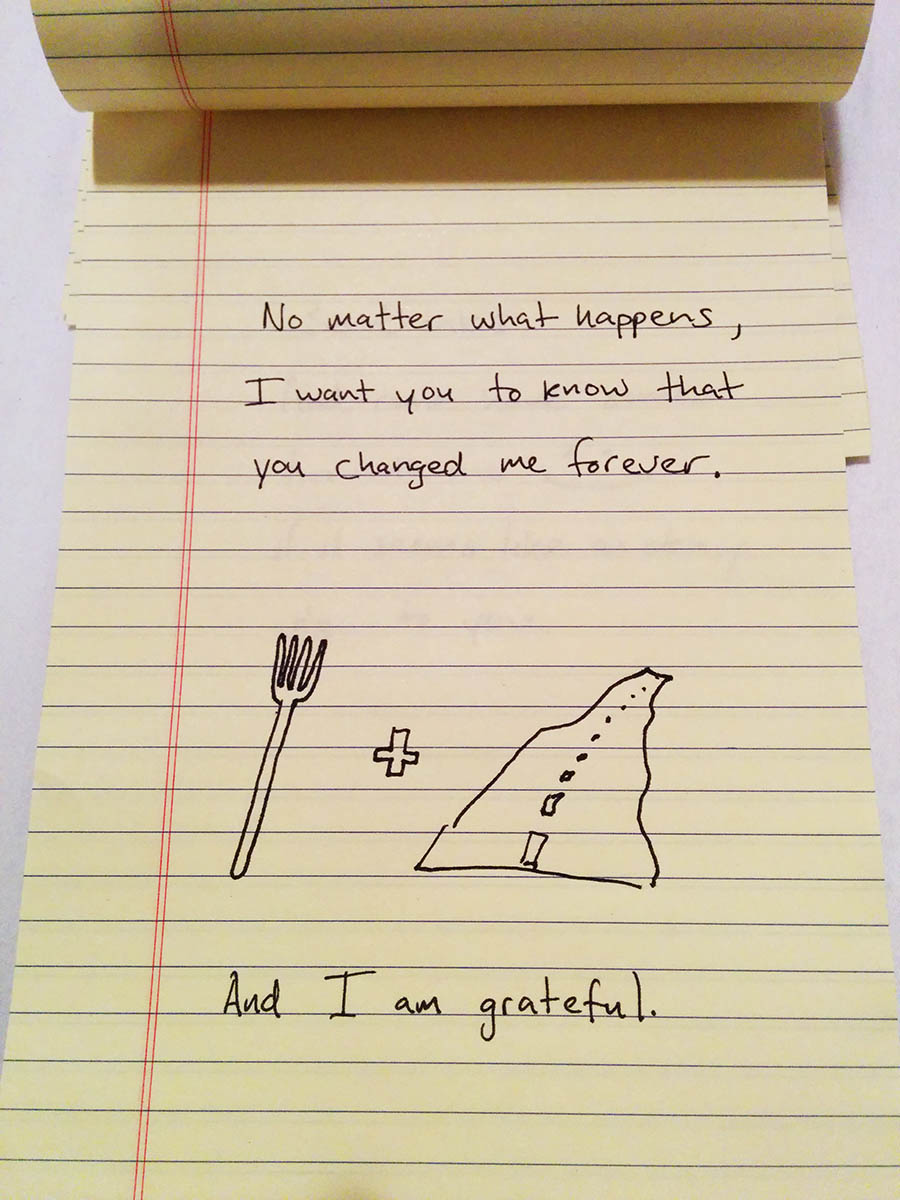 No matter what happens,
I want you to know that
you changed me forever.
And I am grateful.